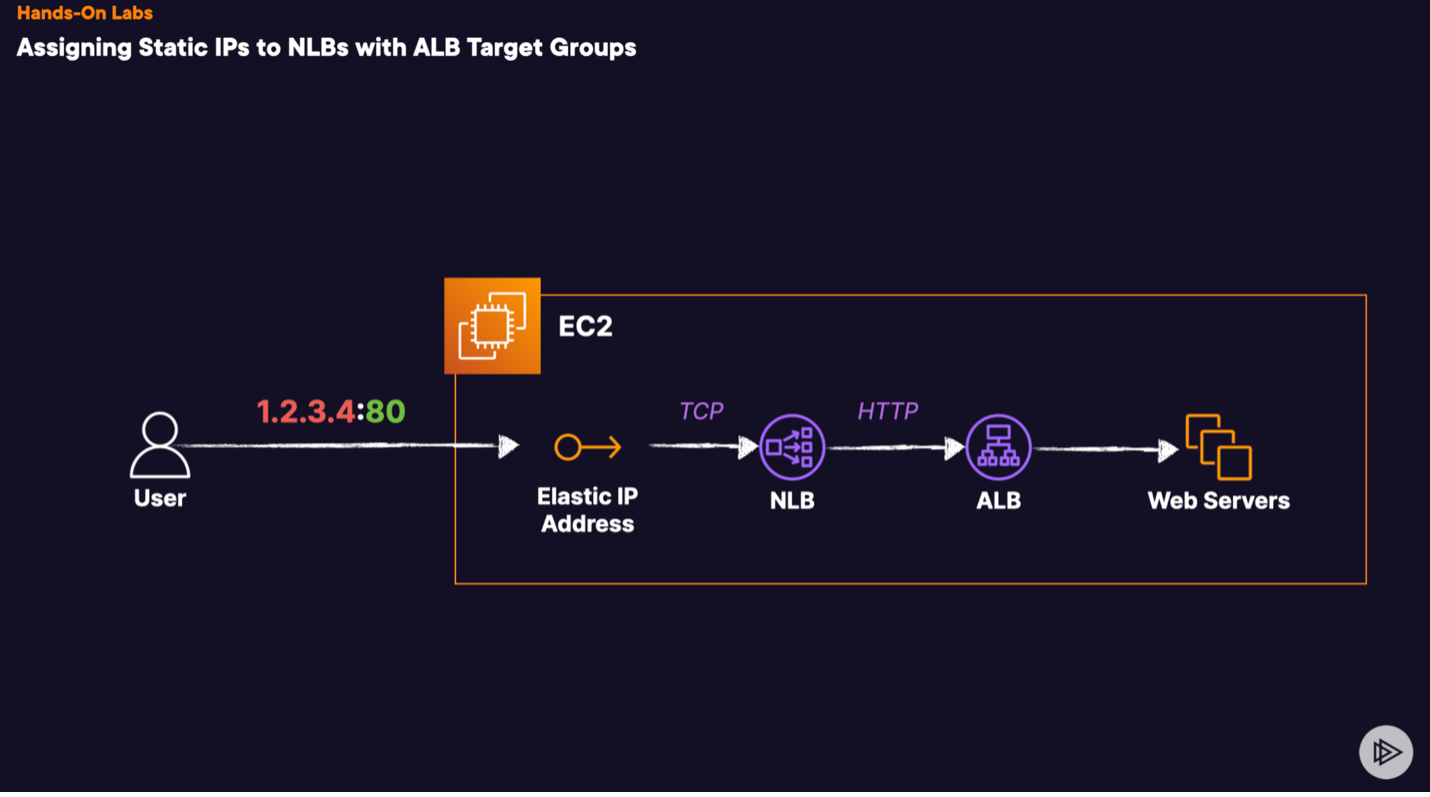 Hands-On Labs
Assigning Static IPs to NLBs with ALB Target Groups
EC2
1.2.3.4:80
TCP
HTTP
User
Elastic IP
Address
NLB
ALB
Web Servers